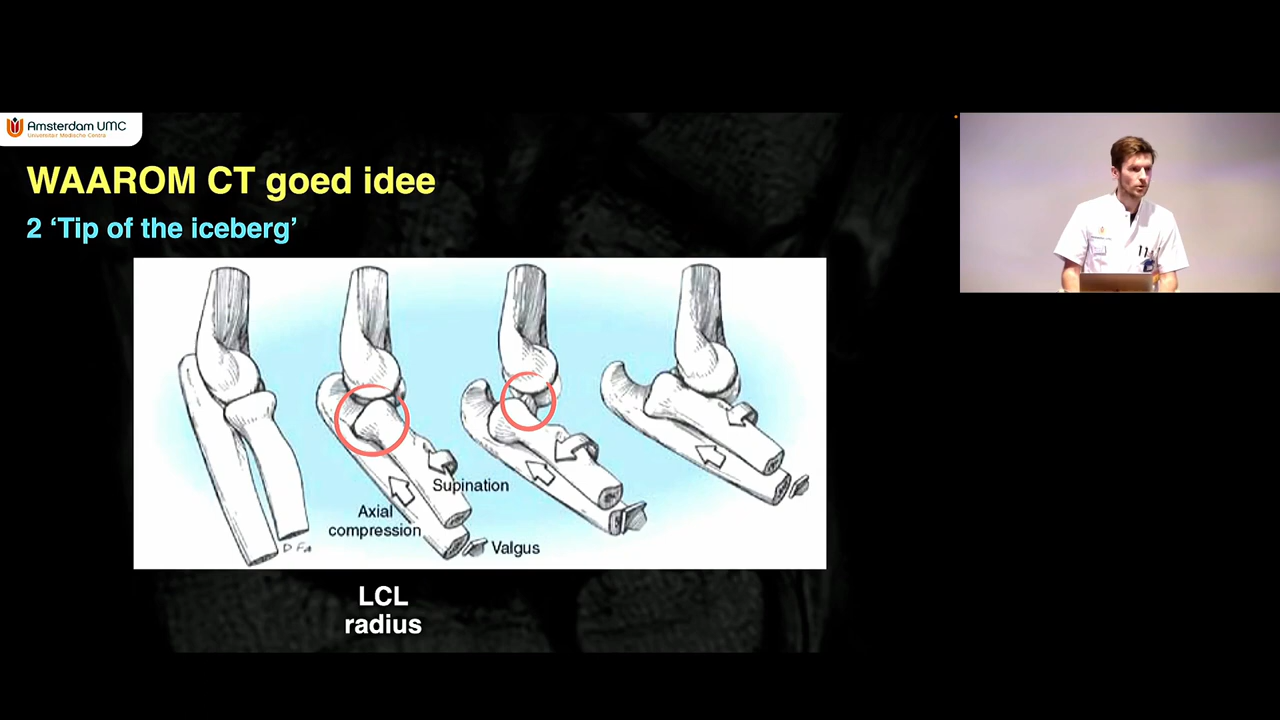 Amsterdam UMC
Universitair Medische Centra
WAAROM CT goed idee
2 ‘Tip of the iceberg’
Supination
Axial
compression
Valgus
LCL
radius